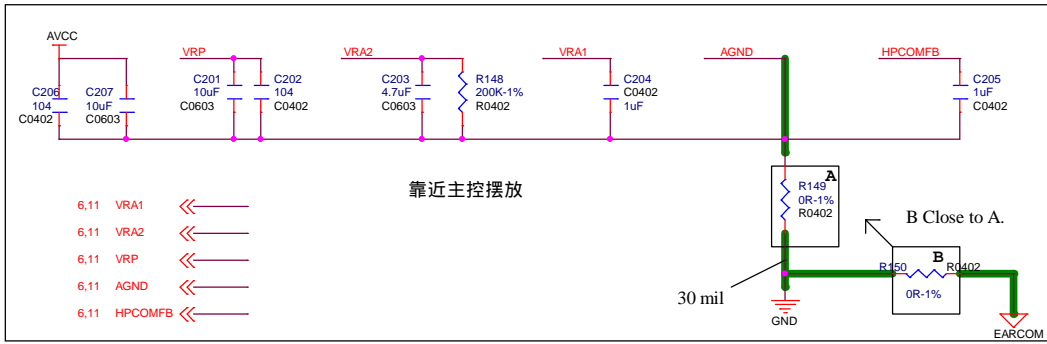 AVCC
VRP
VRA2
VRA1
AGND
HPCOMFB
C206
104
C0402
C207
10uF
C0603
C201
10uF
C0603
C202
104
C0402
C203
4.7uF
C0603
R148
200K-1%
R0402
C204
C0402
1uF
C205
1uF
C0402
靠近主控摆放
A
R149
0R-1%
R0402
B Close to A.
B
R150
R0402
0R-1%
30 mil
GND
EARCOM
6,11 VRA1
6,11 VRA2
6,11 VRP
6,11 AGND
6,11 HPCOMFB